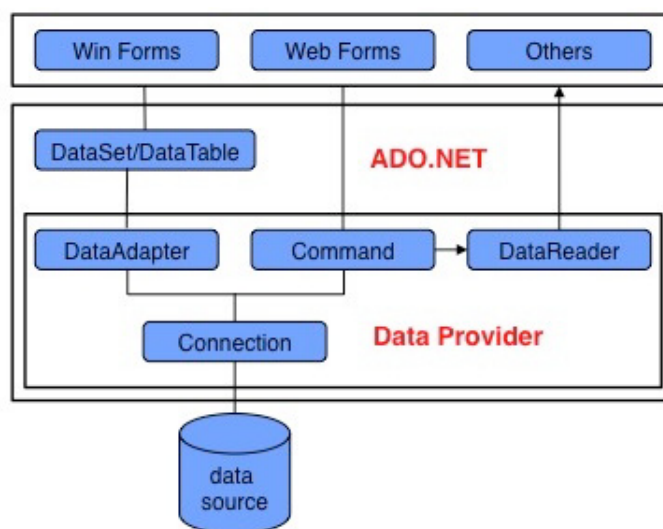 Win Forms
Web Forms
Others
DataSet/DataTable
ADO.NET
DataAdapter
Command
DataReader
Connection
Data Provider
data
source